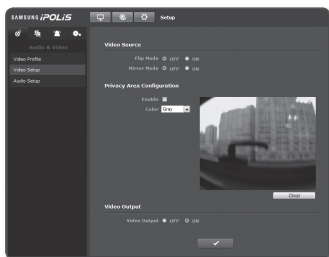 SAMSUNG iPOLiS
Setup
Audio & Video
Video Profile
Video Setup
Audio Setup
Video Source
Flip Mode OFF ON
Mirror Mode OFF ON
Privacy Area Configuration
Enable
Color Gray
Clear
Video Output
Video Output OFF ON